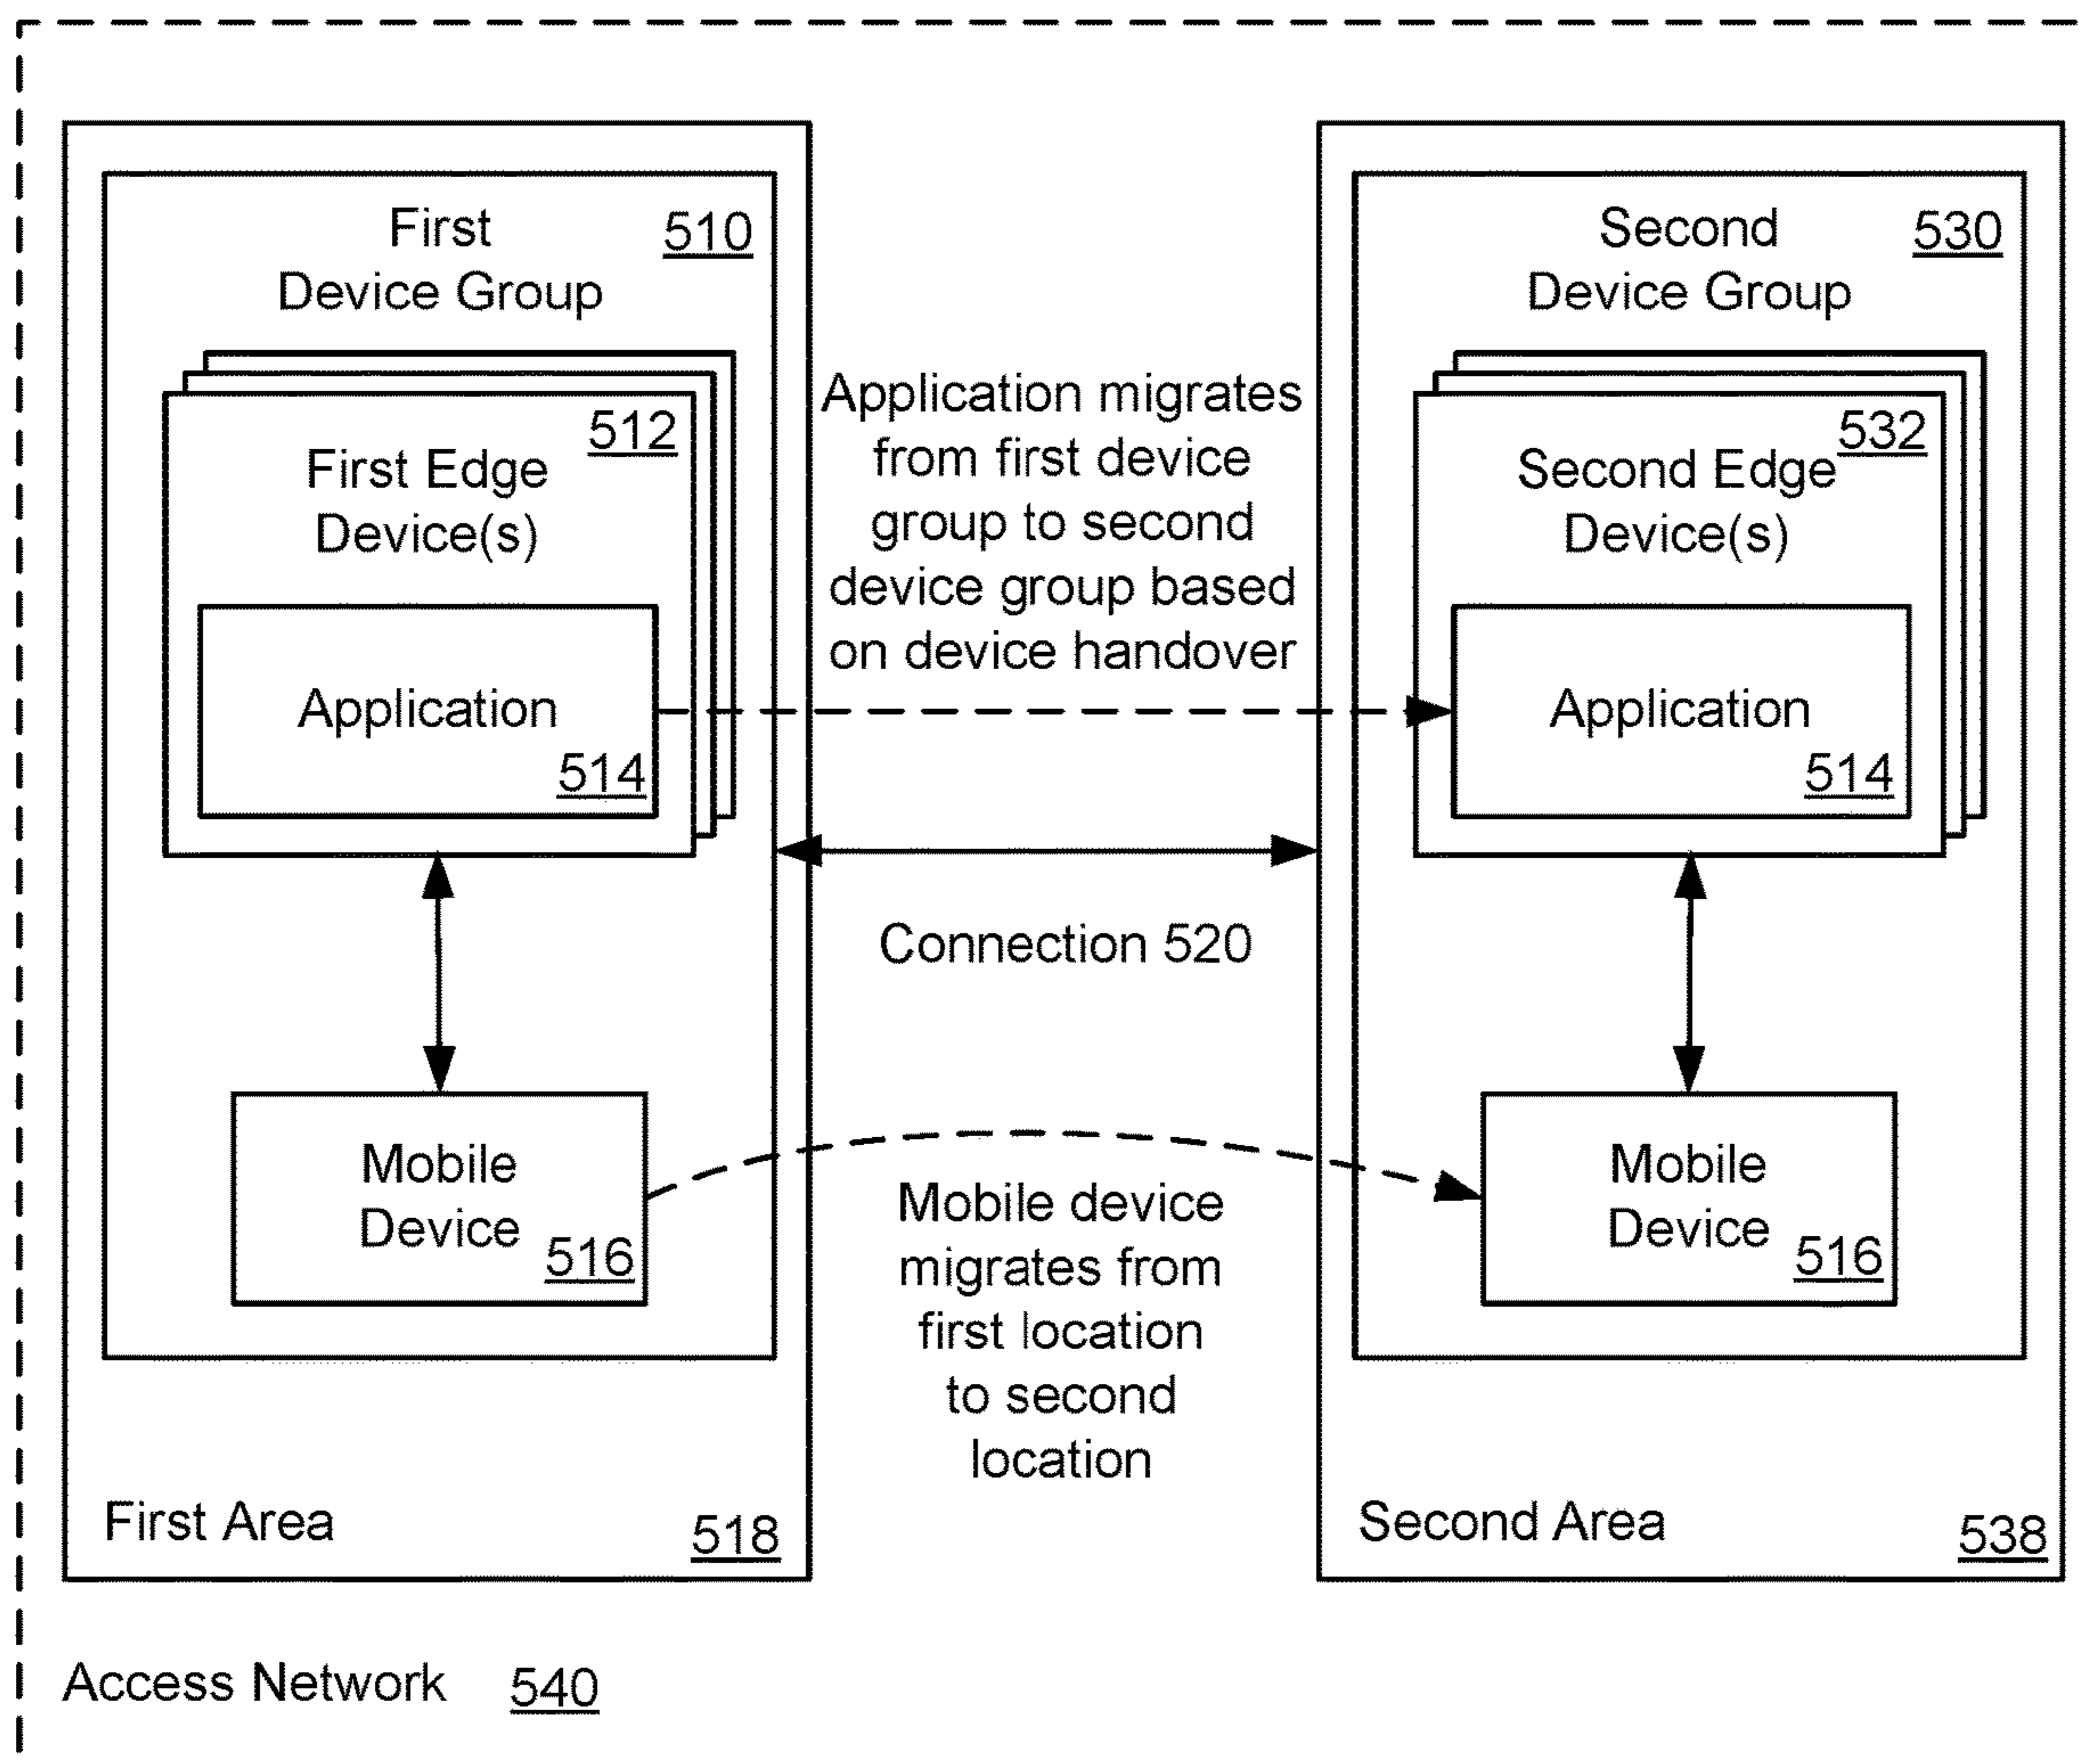 First
Device Group
510
First Edge
Device(s)
512
Application
514
Mobile
Device
516
First Area
518
Application migrates
from first device
group to second
device group based
on device handover
Connection 520
Mobile device
migrates from
first location
to second
location
Second
Device Group
530
Second Edge
Device(s)
532
Application
514
Mobile
Device
516
Second Area
538
Access Network 540